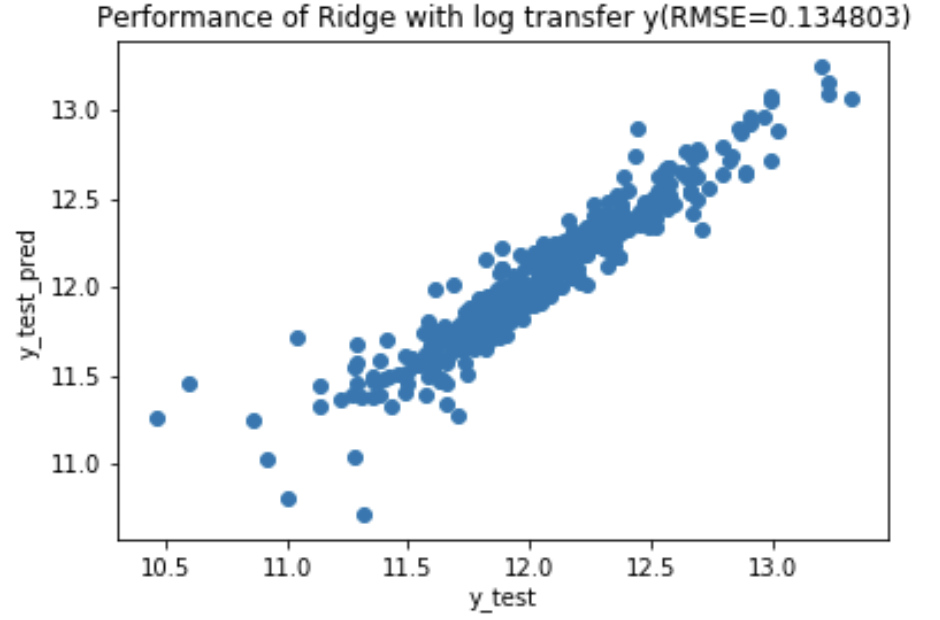 Performance of Ridge with log transfer y(RMSE=0.134803)
13.0
12.5
12.0
11.5
11.0
y_test_pred
10.5 11.0 11.5 12.0 12.5 13.0
y_test